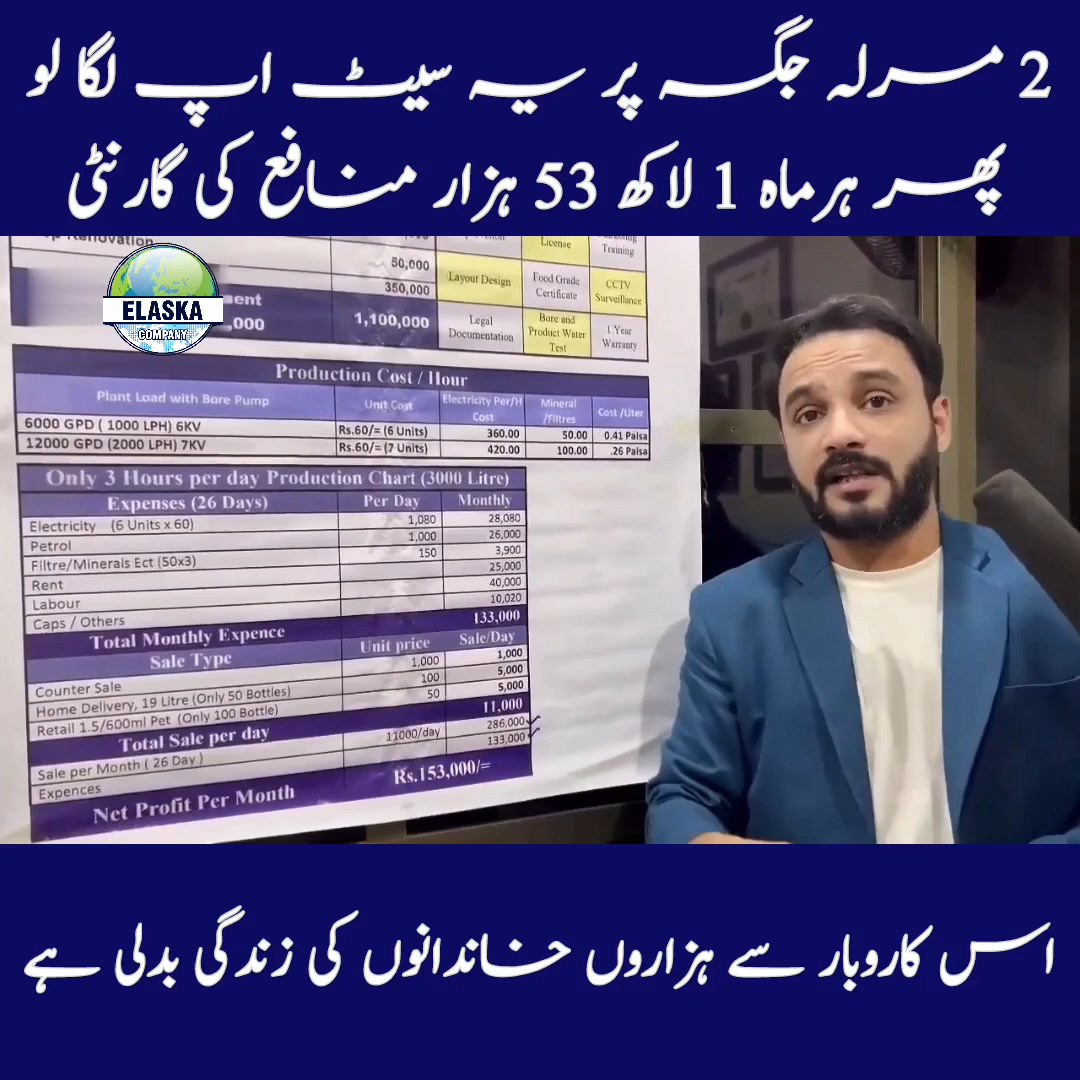 2 مرلہ جگہ پر یہ سیٹ اپ لگا لو
پھر ہر ماہ 1 لاکھ 53 ہزار منافع کی گارنٹی
ELASKA
COMPANY
50,000
350,000
,000 1,100,000
License Training
Layout Design Food Grade Certificate CCTV Surveillance
Legal Documentation Bore and Product Water Test 1 Year Warranty
Production Cost / Hour
Plant Load with Bore Pump Unit Cost Electricity Per/H Cost Mineral /Filtres Cost /Liter
6000 GPD ( 1000 LPH) 6KV Rs.60/= (6 Units) 360.00 50.00 0.41 Paisa
12000 GPD (2000 LPH) 7KV Rs.60/= (7 Units) 420.00 100.00 .26 Paisa
Only 3 Hours per day Production Chart (3000 Litre)
Expenses (26 Days) Per Day Monthly
Electricity (6 Units x 60) 1,080 28,080
Petrol 1,000 26,000
Filtre/Minerals Ect (50x3) 150 3,900
Rent 25,000
Labour 40,000
Caps / Others 10,020
Total Monthly Expence 133,000
Sale Type Unit price Sale/Day
Counter Sale 1,000 1,000
Home Delivery, 19 Litre (Only 50 Bottles) 100 5,000
Retail 1.5/600ml Pet (Only 100 Bottle) 50 5,000
Total Sale per day 11,000
Sale per Month ( 26 Day ) 11000/day 286,000
Expences 133,000
Net Profit Per Month Rs.153,000/=
اس کاروبار سے ہزاروں خاندانوں کی زندگی بدلی ہے